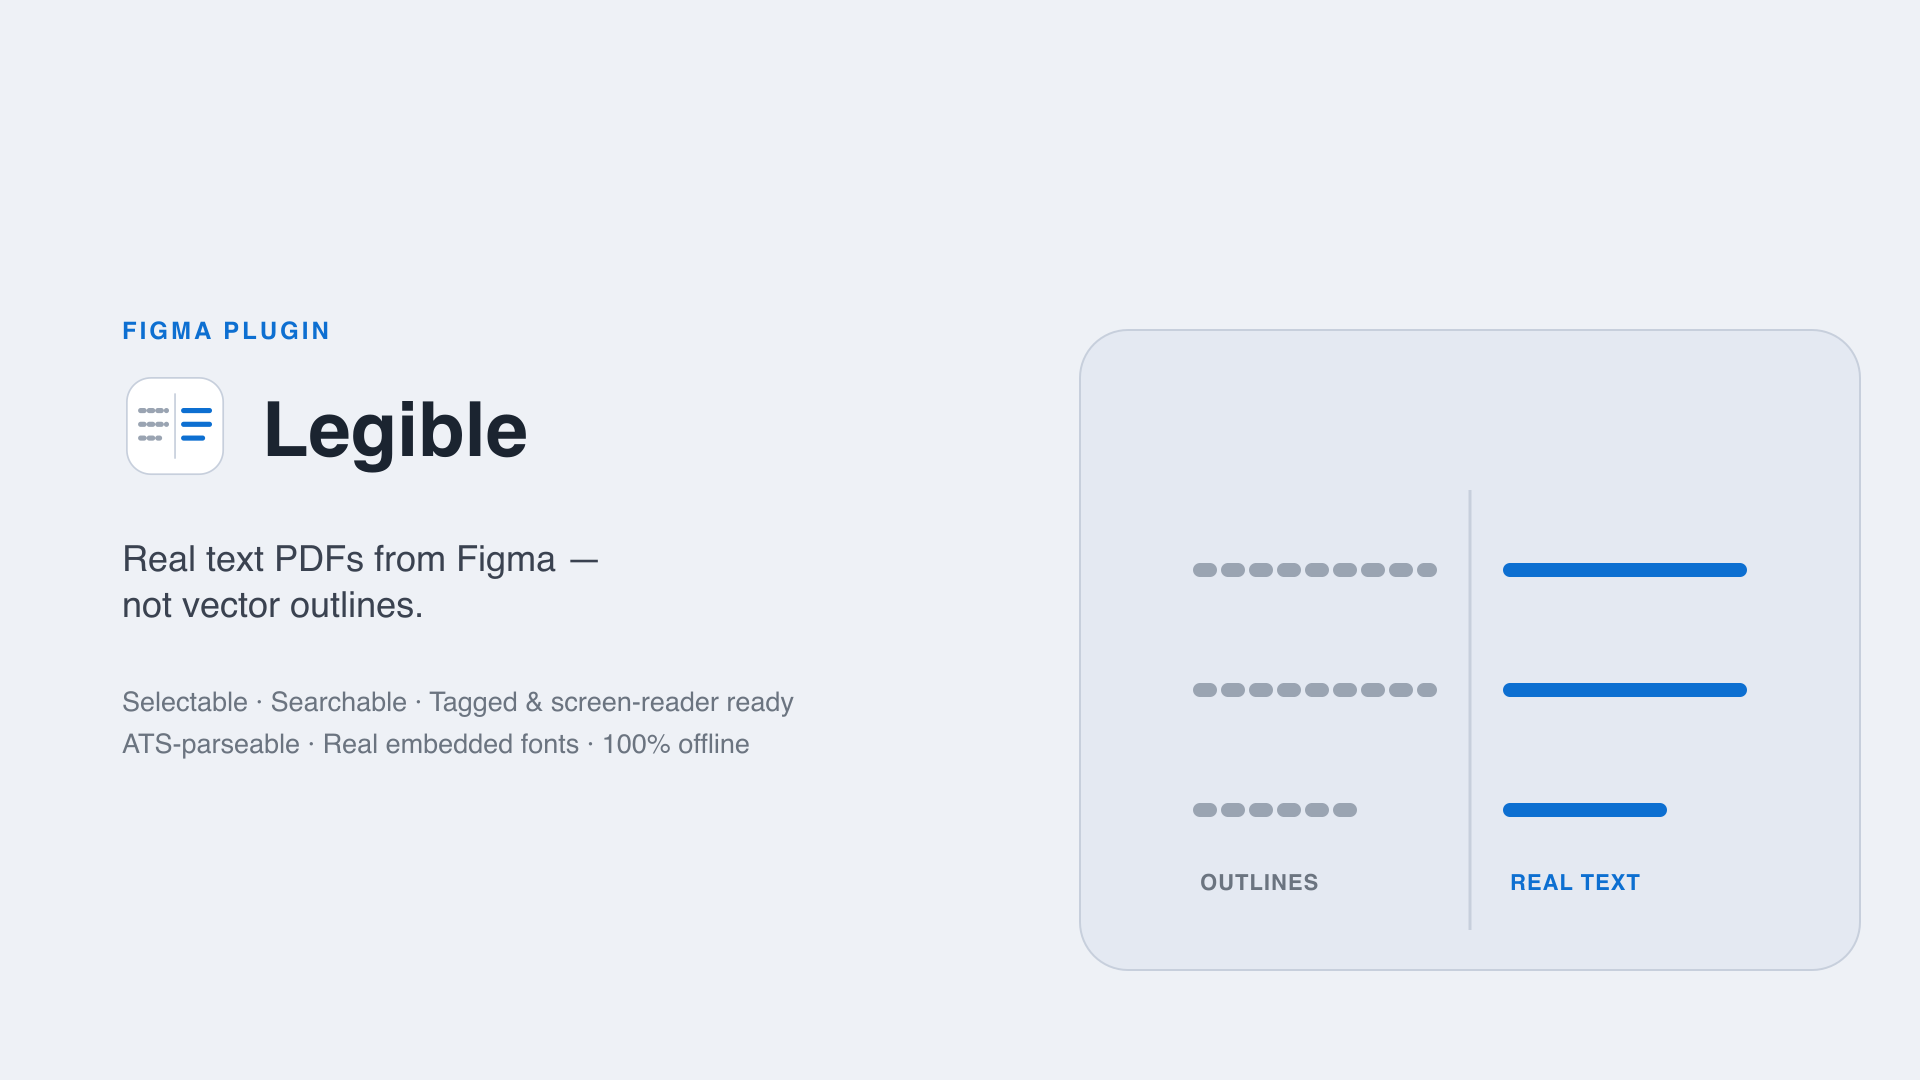 FIGMA PLUGIN
Legible
Real text PDFs from Figma —
not vector outlines.
Selectable · Searchable · Tagged & screen-reader ready
ATS-parseable · Real embedded fonts · 100% offline
OUTLINES
REAL TEXT